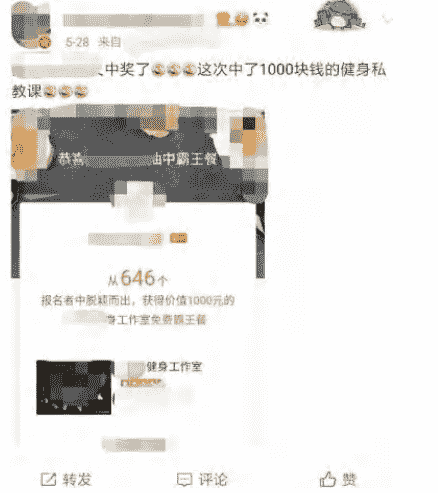 5-28 来自
中奖了这次中了1000块钱的健身私
教课
恭喜
抽中霸王餐
从646个
报名者中脱颖而出，获得价值1000元的
身工作室免费霸王餐
健身工作室
转发 评论 赞